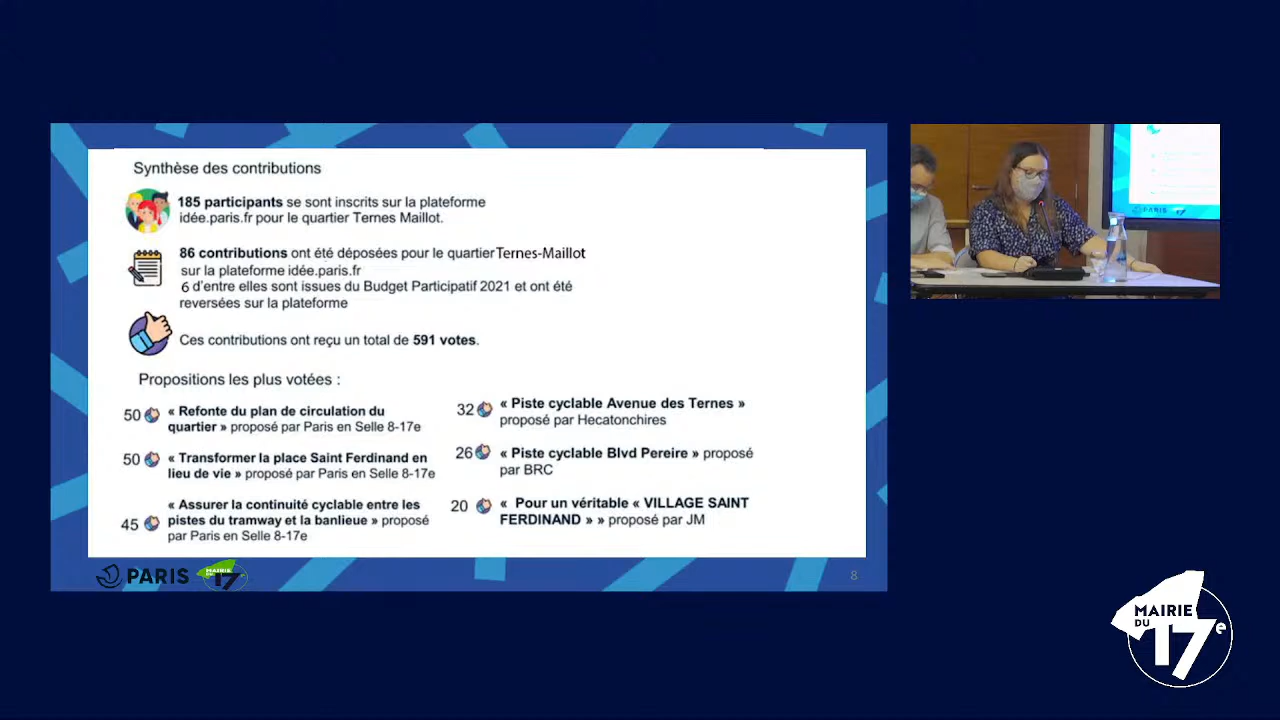 Synthèse des contributions
185 participants se sont inscrits sur la plateforme
idée.paris.fr pour le quartier Ternes Maillot.
86 contributions ont été déposées pour le quartier Ternes-Maillot
sur la plateforme idée.paris.fr
6 d'entre elles sont issues du Budget Participatif 2021 et ont été
reversées sur la plateforme
Ces contributions ont reçu un total de 591 votes.
Propositions les plus votées :
50 « Refonte du plan de circulation du
quartier » proposé par Paris en Selle 8-17e
50 « Transformer la place Saint Ferdinand en
lieu de vie » proposé par Paris en Selle 8-17e
45 « Assurer la continuité cyclable entre les
pistes du tramway et la banlieue » proposé
par Paris en Selle 8-17e
32 « Piste cyclable Avenue des Ternes »
proposé par Hecatonchires
26 « Piste cyclable Blvd Pereire » proposé
par BRC
20 « Pour un véritable « VILLAGE SAINT
FERDINAND » » proposé par JM
PARIS
MAIRIE
DU 17
8
PARIS 17
MAIRIE
DU
17e